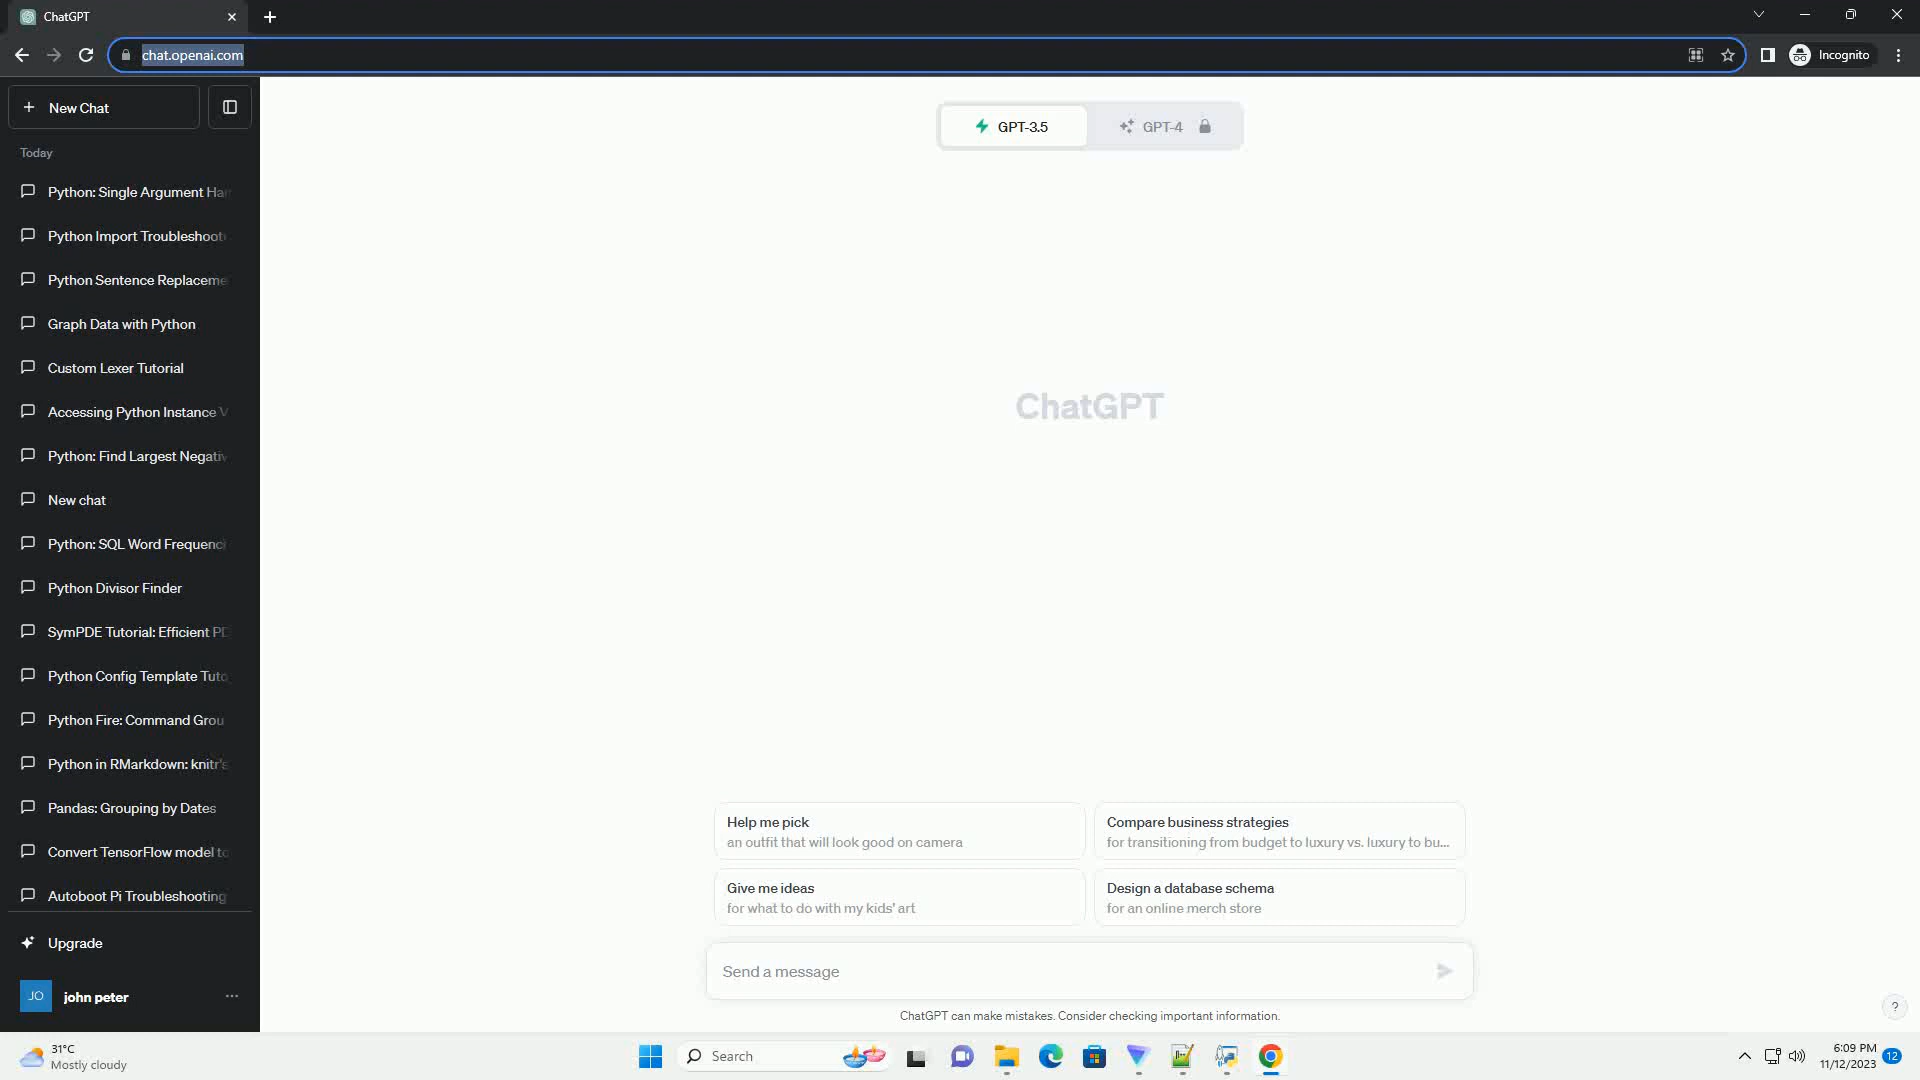 ChatGPT
chat.openai.com
Incognito
New Chat
Today
Python: Single Argument Ha
Python Import Troubleshoot
Python Sentence Replaceme
Graph Data with Python
Custom Lexer Tutorial
Accessing Python Instance V
Python: Find Largest Negativ
New chat
Python: SQL Word Frequenc
Python Divisor Finder
SymPDE Tutorial: Efficient PD
Python Config Template Tuto
Python Fire: Command Grou
Python in RMarkdown: knitr's
Pandas: Grouping by Dates
Convert TensorFlow model to
Autoboot Pi Troubleshooting
Upgrade
JO john peter
GPT-3.5 GPT-4
ChatGPT
Help me pick
an outfit that will look good on camera
Compare business strategies
for transitioning from budget to luxury vs. luxury to bu...
Give me ideas
for what to do with my kids' art
Design a database schema
for an online merch store
Send a message
ChatGPT can make mistakes. Consider checking important information.
?
31°C
Mostly cloudy
Search
6:09 PM
11/12/2023
12